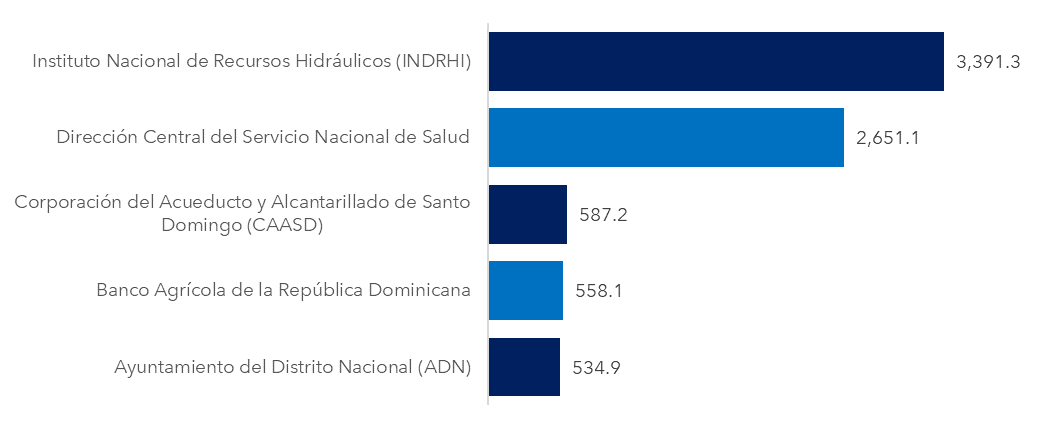 Instituto Nacional de Recursos Hidráulicos (INDRHI)
3,391.3
Dirección Central del Servicio Nacional de Salud
2,651.1
Corporación del Acueducto y Alcantarillado de Santo
Domingo (CAASD)
587.2
Banco Agrícola de la República Dominicana
558.1
Ayuntamiento del Distrito Nacional (ADN)
534.9